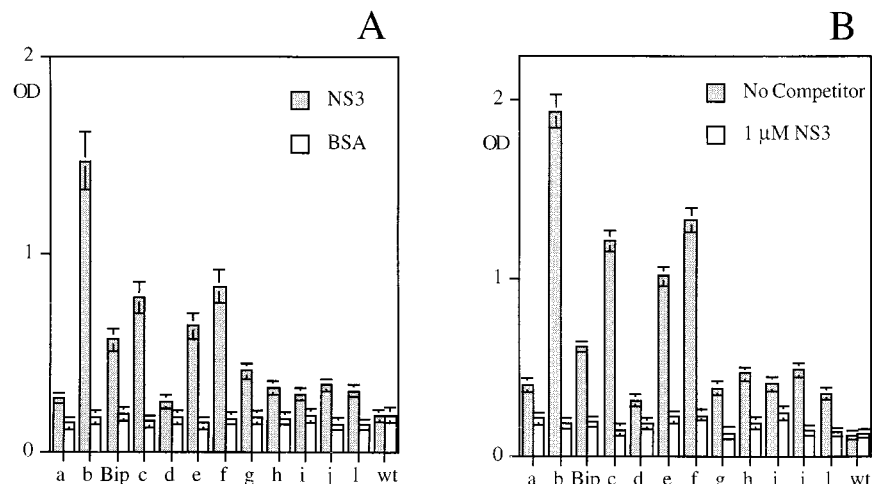 A
2
OD
NS3
BSA
1
0
a b Bip c d e f g h i j l wt
B
2
OD
No Competitor
1 μM NS3
1
0
a b Bip c d e f g h i j l wt